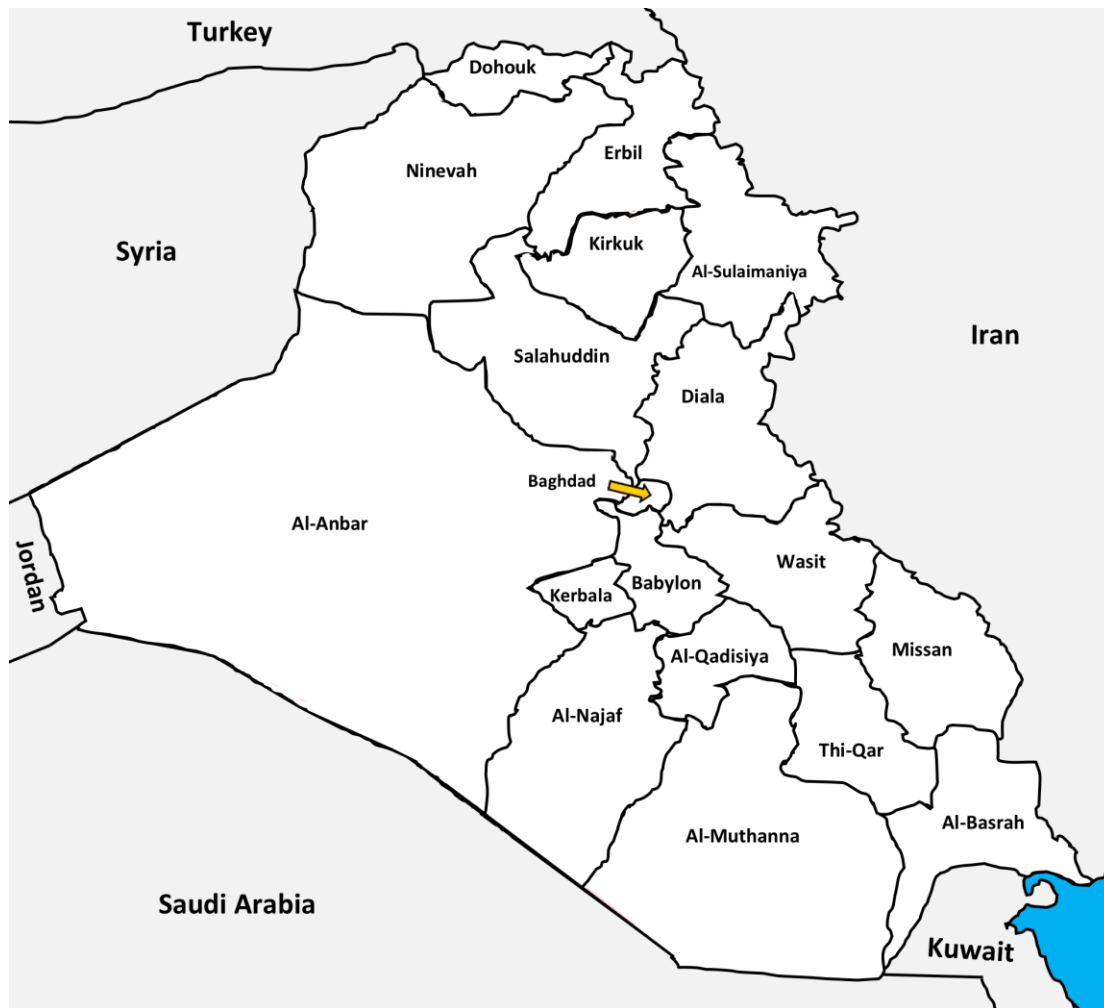 Turkey
Dohouk
Erbil
Ninevah
Kirkuk
Syria
Al-Sulaimaniya
Iran
Salahuddin
Diala
Baghdad
Al-Anbar
Jordan
Wasit
Babylon
Kerbala
Missan
Al-Qadisiya
Al-Najaf
Thi-Qar
Al-Basrah
Al-Muthanna
Saudi Arabia
Kuwait